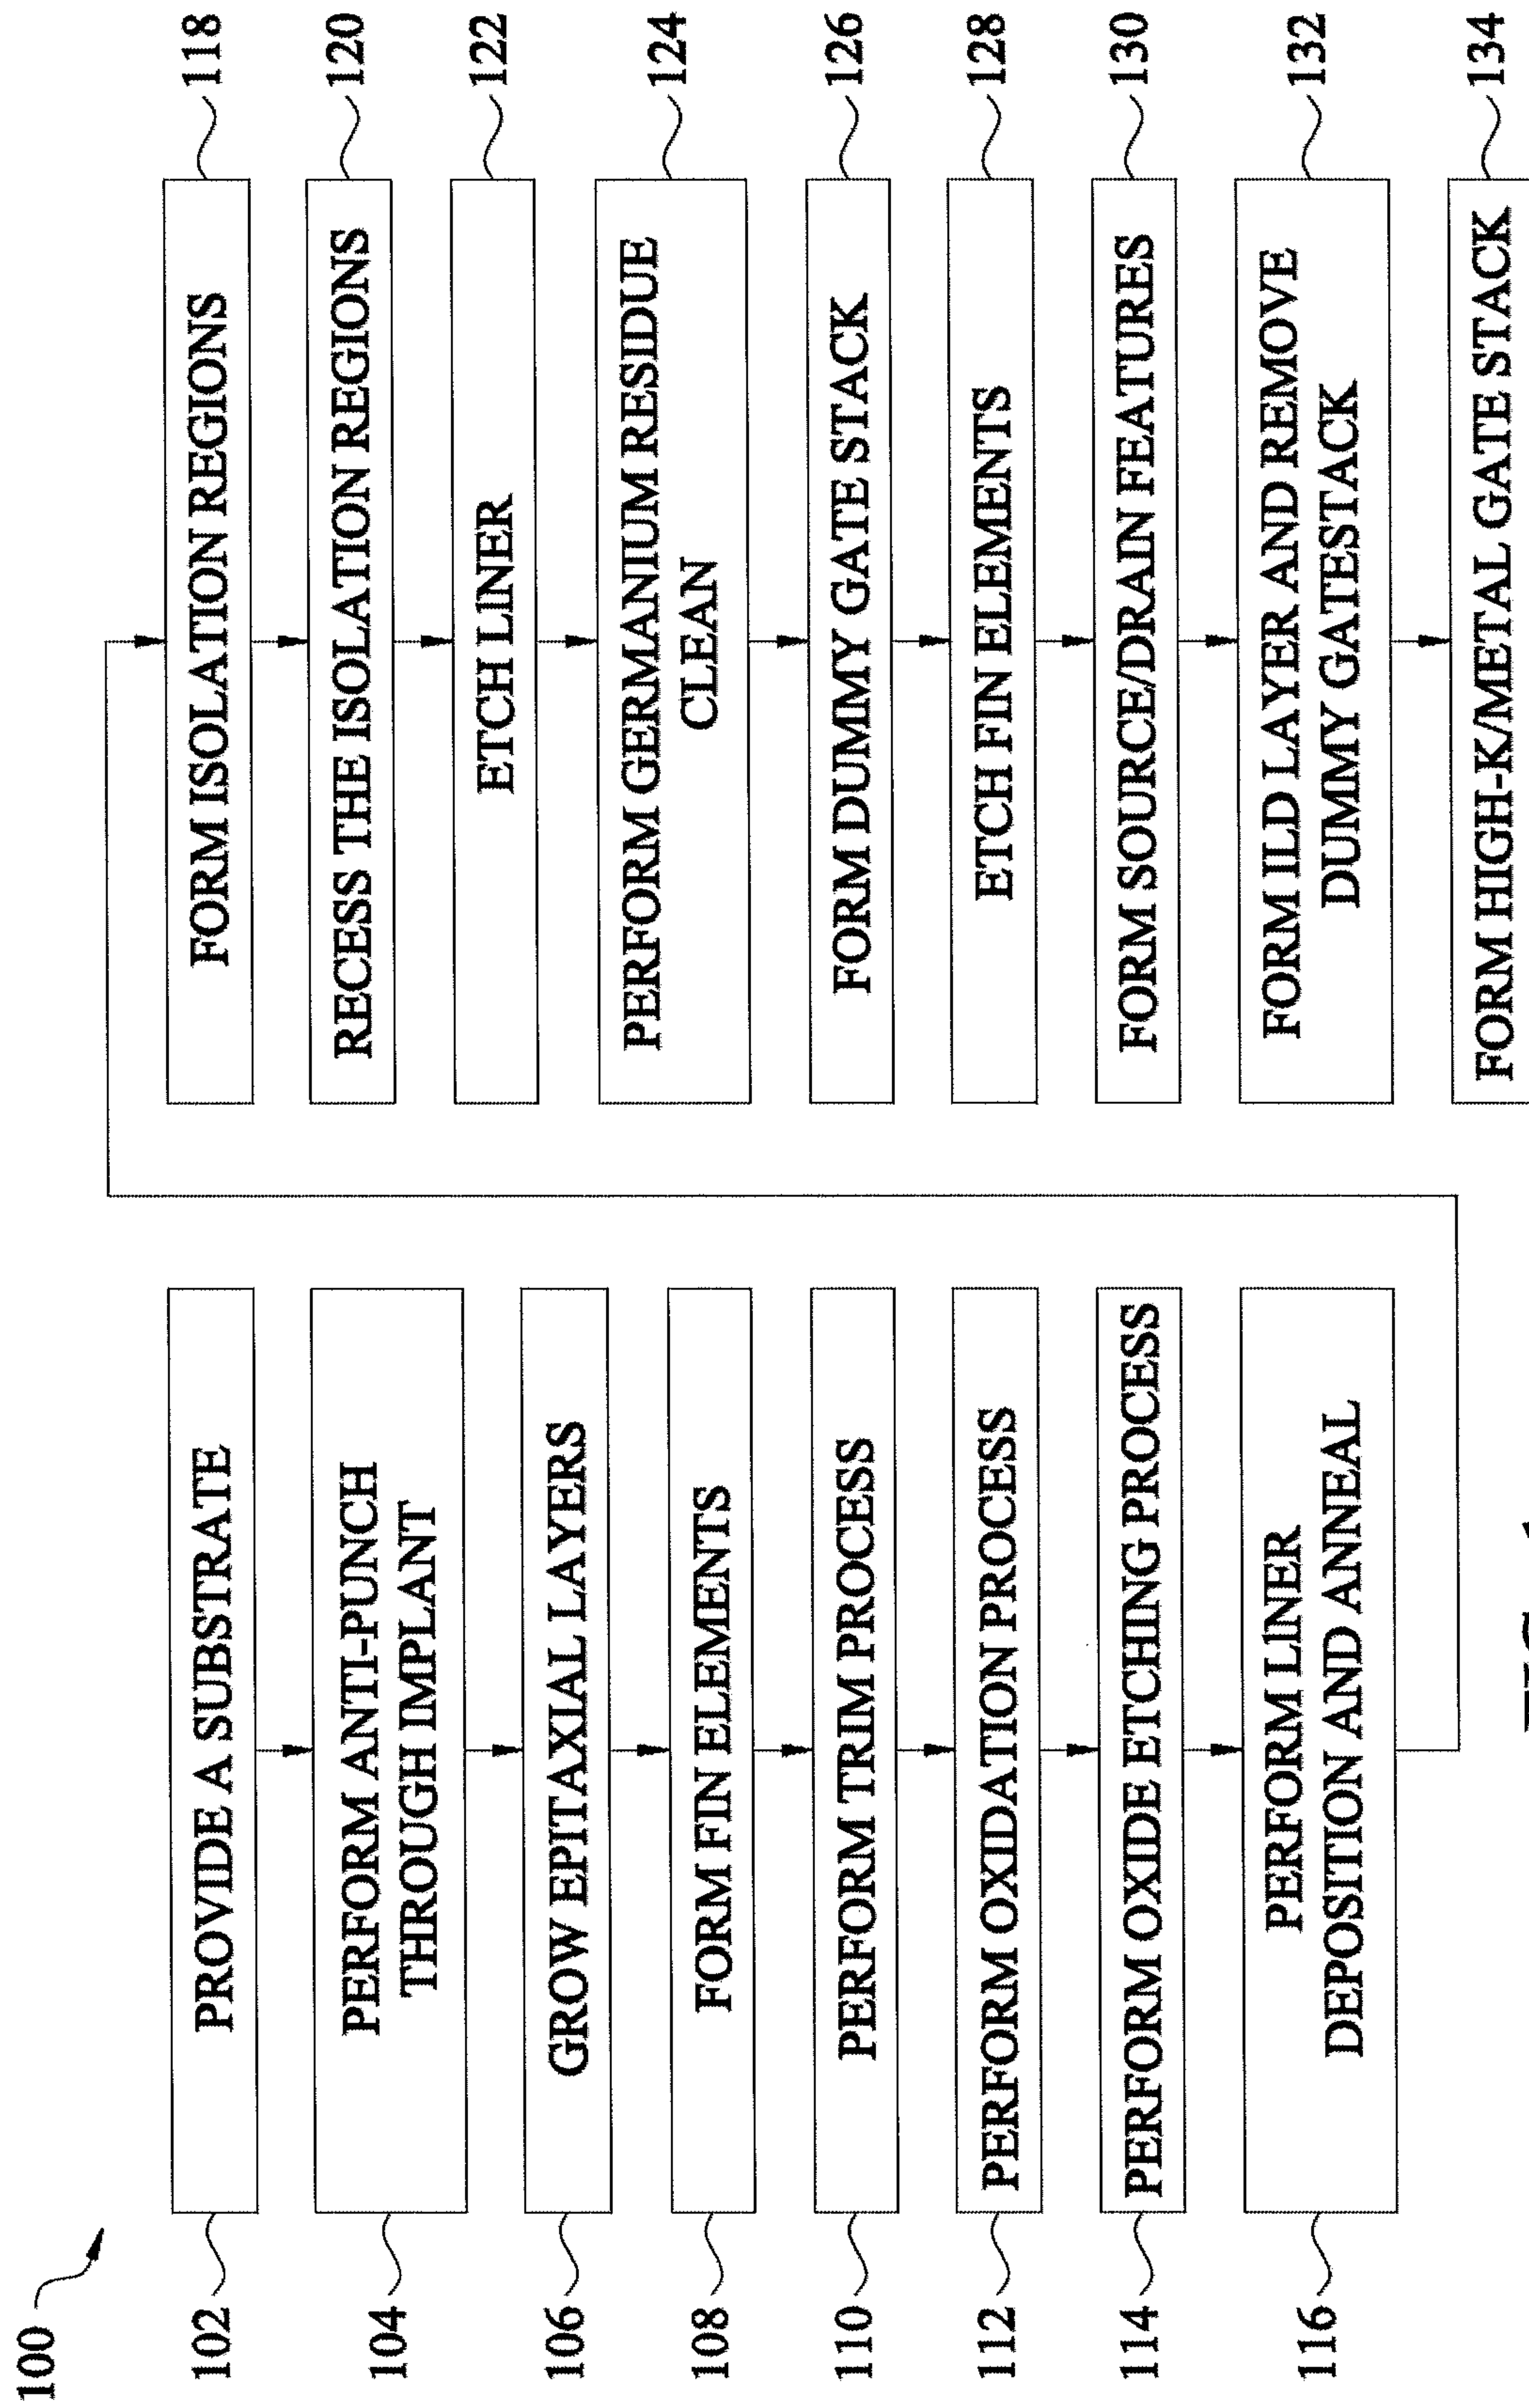 100
102
PROVIDE A SUBSTRATE
104
PERFORM ANTI-PUNCH
THROUGH IMPLANT
106
GROW EPITAXIAL LAYERS
108
FORM FIN ELEMENTS
110
PERFORM TRIM PROCESS
112
PERFORM OXIDATION PROCESS
114
PERFORM OXIDE ETCHING PROCESS
116
PERFORM LINER
DEPOSITION AND ANNEAL
FORM ISOLATION REGIONS
118
RECESS THE ISOLATION REGIONS
120
ETCH LINER
122
PERFORM GERMANIUM RESIDUE
CLEAN
124
FORM DUMMY GATE STACK
126
ETCH FIN ELEMENTS
128
FORM SOURCE/DRAIN FEATURES
130
FORM ILD LAYER AND REMOVE
DUMMY GATESTACK
132
FORM HIGH-K/METAL GATE STACK
134